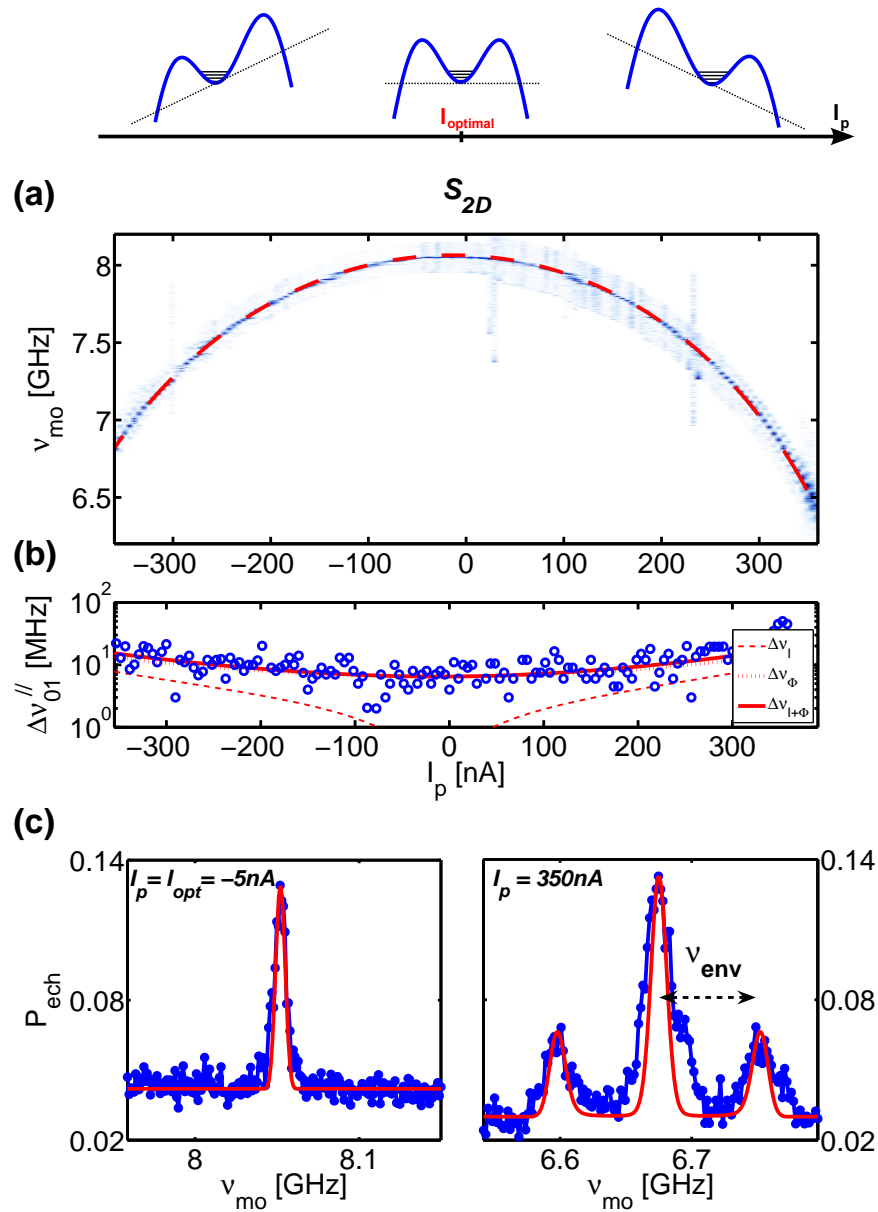 I_optimal
I_p
(a)
S_2D
8
7.5
7
6.5
ν_mo [GHz]
−300 −200 −100 0 100 200 300
(b)
10^2
10^1
10^0
Δν_01^// [MHz]
Δν_I
Δν_Φ
Δν_I+Φ
−300 −200 −100 0 100 200 300
I_p [nA]
(c)
0.14
0.08
0.02
P_ech
I_p = I_opt = −5nA
8 8.1
ν_mo [GHz]
I_p = 350nA
ν_env
0.14
0.08
0.02
6.6 6.7
ν_mo [GHz]